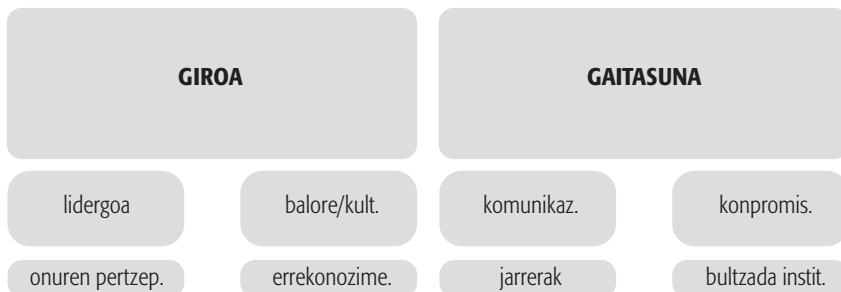 GIROA
GAITASUNA
lidergoa
balore/kult.
komunikaz.
konpromis.
onuren pertzep.
errekonozime.
jarrerak
bultzada instit.